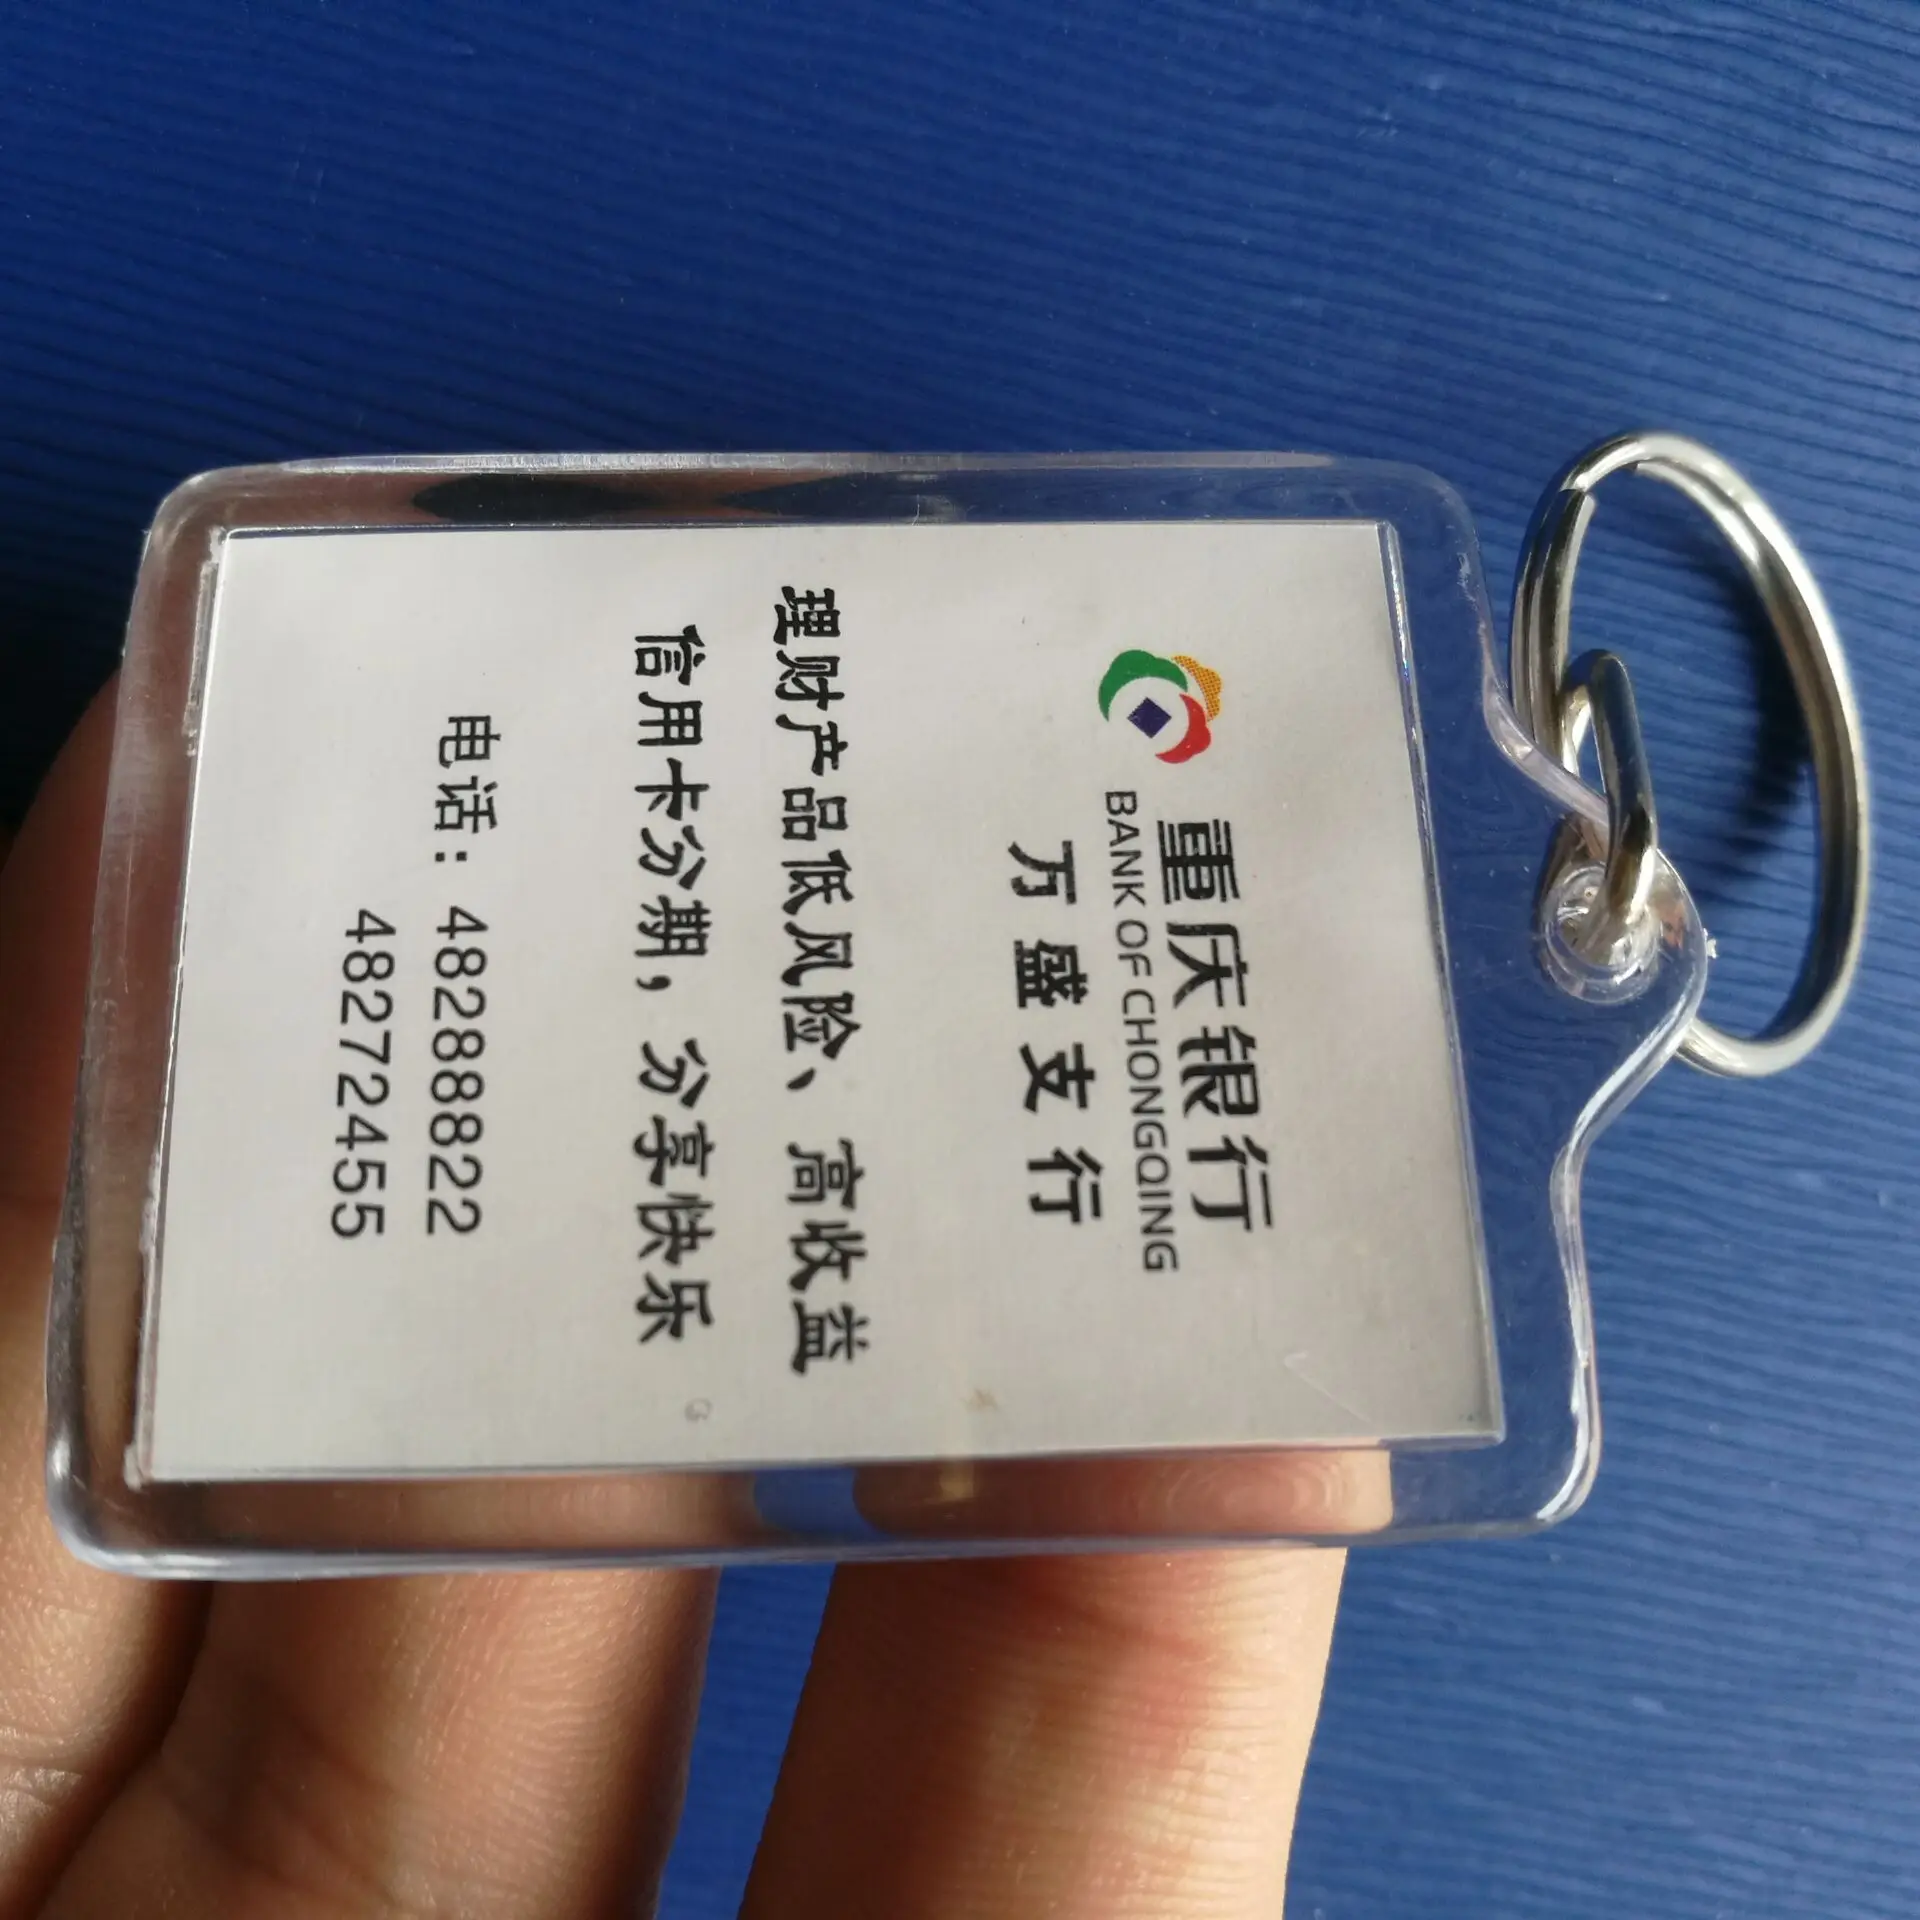 重庆银行
BANK OF CHONGQING
万盛支行
理财产品低风险、高收益
信用卡分期，分享快乐
电话：48288822
48272455